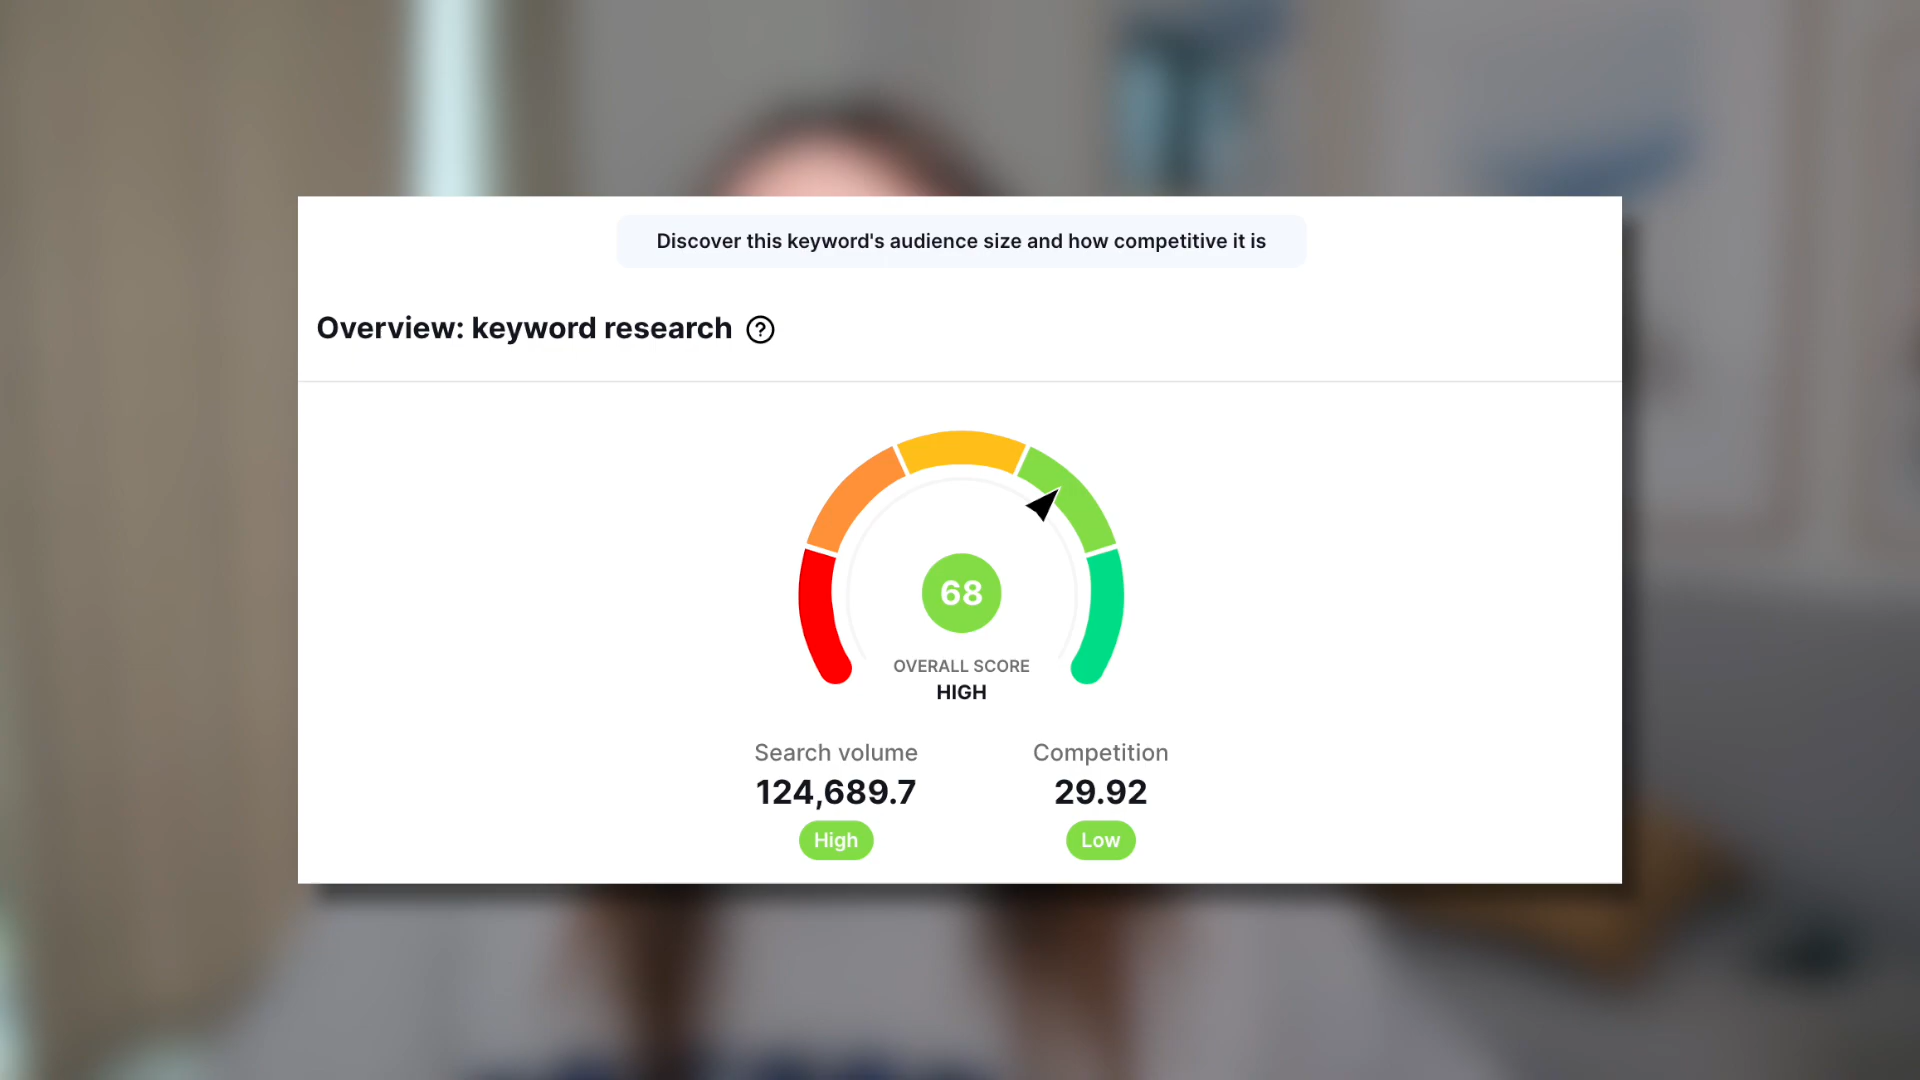 Discover this keyword's audience size and how competitive it is
Overview: keyword research ?
68
OVERALL SCORE
HIGH
Search volume
Competition
124,689.7
29.92
High
Low